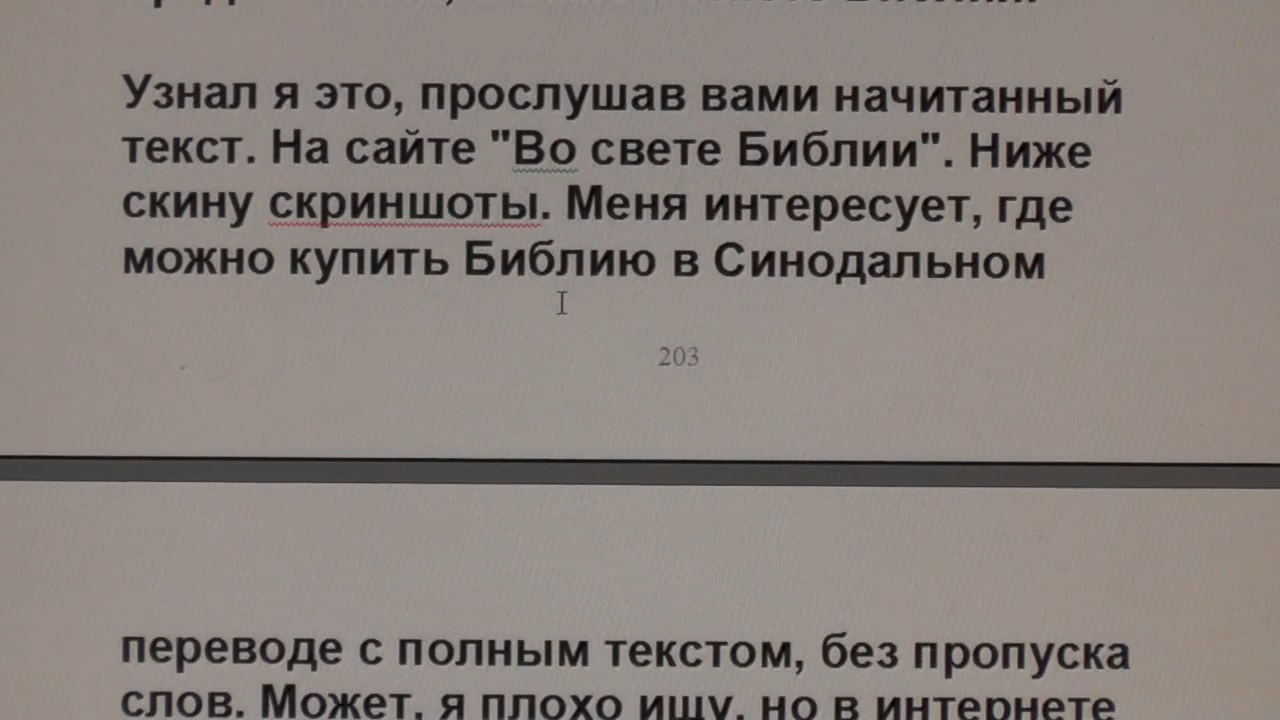 Узнал я это, прослушав вами начитанный
текст. На сайте "Во свете Библии". Ниже
скину скриншоты. Меня интересует, где
можно купить Библию в Синодальном
203
переводе с полным текстом, без пропуска
слов. Может, я плохо ищу, но в интернете